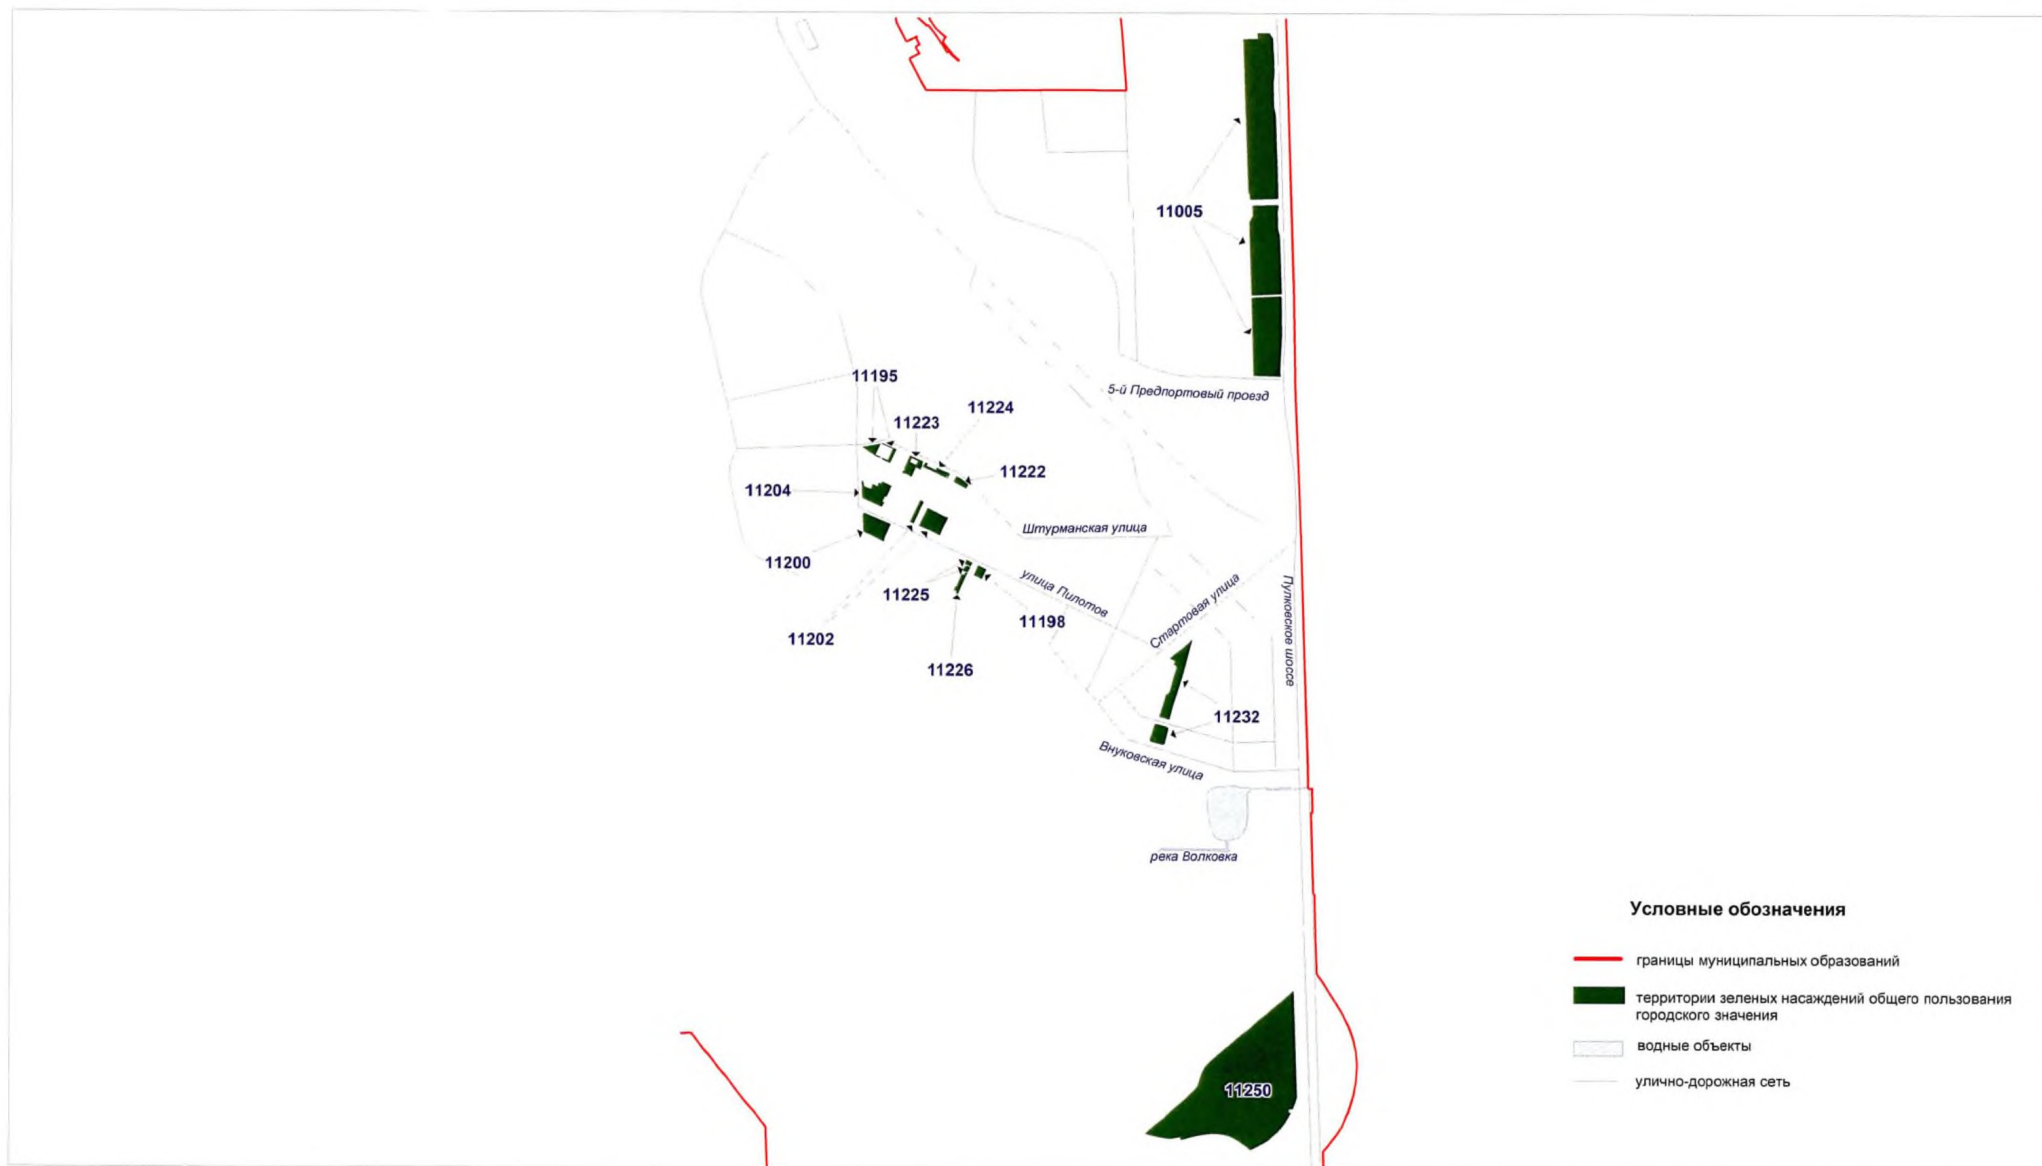 11005
11195
5-й Предпортовый проезд
11224
11223
11222
11204
Штурманская улица
11200
улица Пилотов
Стартовая улица
Пулковское шоссе
11225
11198
11202
11226
11232
Внуковская улица
река Волковка
Условные обозначения
границы муниципальных образований
территории зеленых насаждений общего пользования
городского значения
водные объекты
улично-дорожная сеть
11250